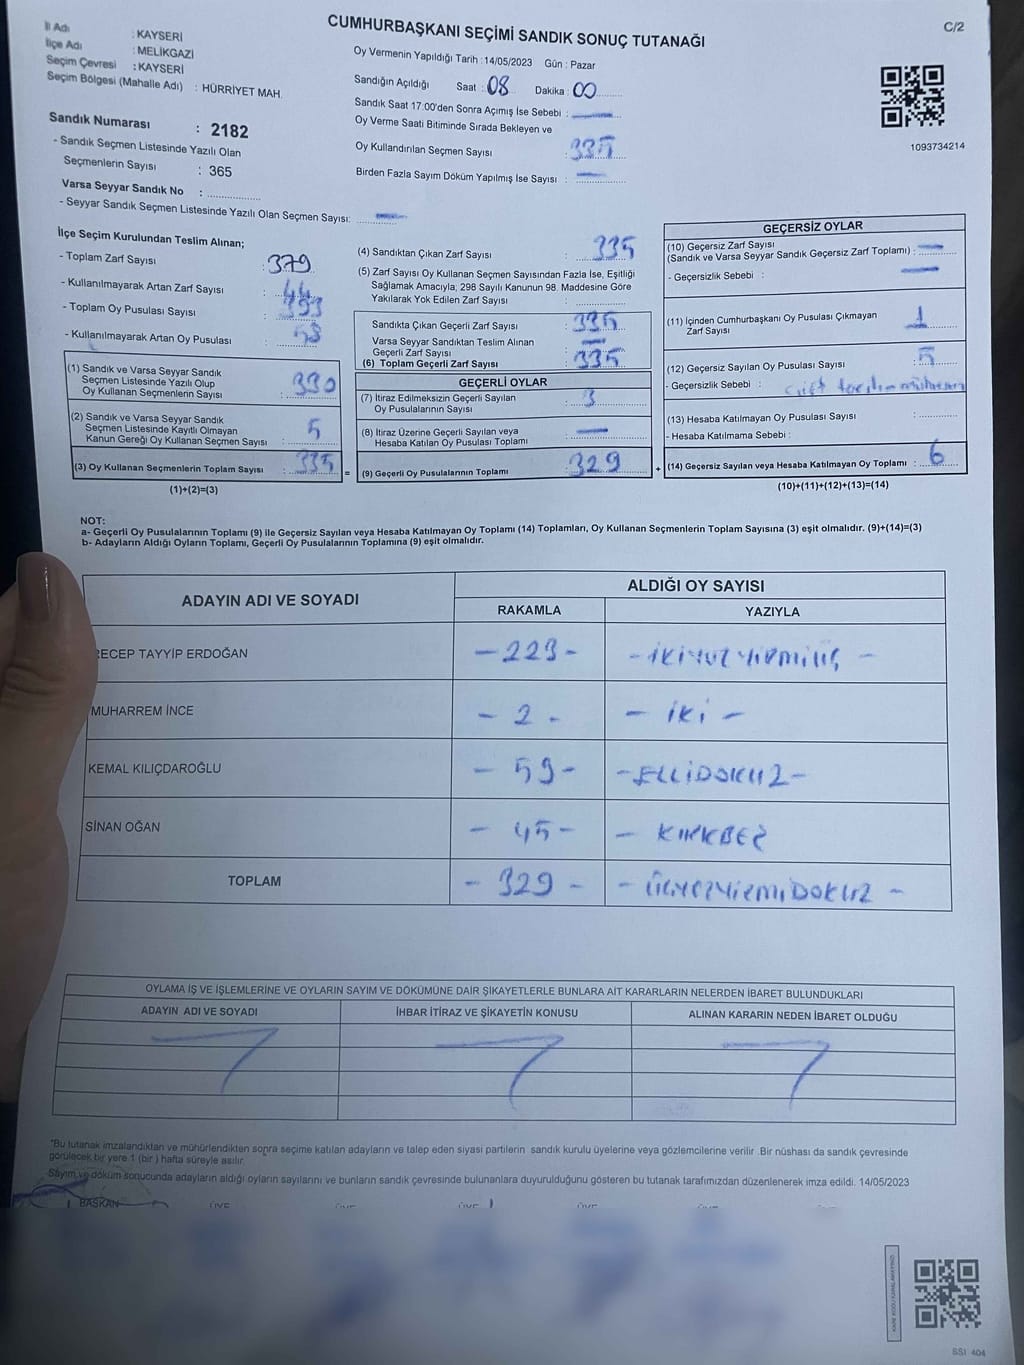 CUMHURBAŞKANI SEÇİMİ SANDIK SONUÇ TUTANAĞI
C/2
İl Adı : KAYSERİ
İlçe Adı : MELİKGAZİ
Seçim Çevresi : KAYSERİ
Seçim Bölgesi (Mahalle Adı) : HÜRRİYET MAH.
Sandık Numarası : 2182
- Sandık Seçmen Listesinde Yazılı Olan
Seçmenlerin Sayısı : 365
Varsa Seyyar Sandık No :
- Seyyar Sandık Seçmen Listesinde Yazılı Olan Seçmen Sayısı: —
Oy Vermenin Yapıldığı Tarih : 14/05/2023 Gün : Pazar
Sandığın Açıldığı Saat : 08 Dakika : 00
Sandık Saat 17:00'den Sonra Açımış İse Sebebi : —
Oy Verme Saati Bitiminde Sırada Bekleyen ve
Oy Kullandırılan Seçmen Sayısı : 335
Birden Fazla Sayım Döküm Yapılmış İse Sayısı : —
1093734214
İlçe Seçim Kurulundan Teslim Alınan;
- Toplam Zarf Sayısı : 379
- Kullanılmayarak Artan Zarf Sayısı : 44
- Toplam Oy Pusulası Sayısı :
- Kullanılmayarak Artan Oy Pusulası : 58
(1) Sandık ve Varsa Seyyar Sandık
Seçmen Listesinde Yazılı Olup
Oy Kullanan Seçmenlerin Sayısı : 330
(2) Sandık ve Varsa Seyyar Sandık
Seçmen Listesinde Kayıtlı Olmayan
Kanun Gereği Oy Kullanan Seçmen Sayısı : 5
(3) Oy Kullanan Seçmenlerin Toplam Sayısı : 335 =
(1)+(2)=(3)
(4) Sandıktan Çıkan Zarf Sayısı : 335
(5) Zarf Sayısı Oy Kullanan Seçmen Sayısından Fazla İse, Eşitliği
Sağlamak Amacıyla; 298 Sayılı Kanunun 98. Maddesine Göre
Yakılarak Yok Edilen Zarf Sayısı :
Sandıkta Çıkan Geçerli Zarf Sayısı : 335
Varsa Seyyar Sandıktan Teslim Alınan
Geçerli Zarf Sayısı : —
(6) Toplam Geçerli Zarf Sayısı : 335
GEÇERLİ OYLAR
(7) İtiraz Edilmeksizin Geçerli Sayılan
Oy Pusulalarının Sayısı : 3
(8) İtiraz Üzerine Geçerli Sayılan veya
Hesaba Katılan Oy Pusulası Toplamı : —
(9) Geçerli Oy Pusulalarının Toplamı : 329 +
GEÇERSİZ OYLAR
(10) Geçersiz Zarf Sayısı
(Sandık ve Varsa Seyyar Sandık Geçersiz Zarf Toplamı) : —
- Geçersizlik Sebebi : —
(11) İçinden Cumhurbaşkanı Oy Pusulası Çıkmayan
Zarf Sayısı : 1
(12) Geçersiz Sayılan Oy Pusulası Sayısı : 5
- Geçersizlik Sebebi : çift
(13) Hesaba Katılmayan Oy Pusulası Sayısı :
- Hesaba Katılmama Sebebi :
(14) Geçersiz Sayılan veya Hesaba Katılmayan Oy Toplamı : 6
(10)+(11)+(12)+(13)=(14)
NOT:
a- Geçerli Oy Pusulalarının Toplamı (9) ile Geçersiz Sayılan veya Hesaba Katılmayan Oy Toplamı (14) Toplamları, Oy Kullanan Seçmenlerin Toplam Sayısına (3) eşit olmalıdır. (9)+(14)=(3)
b- Adayların Aldığı Oyların Toplamı, Geçerli Oy Pusulalarının Toplamına (9) eşit olmalıdır.
ADAYIN ADI VE SOYADI
ALDIĞI OY SAYISI
RAKAMLA YAZIYLA
RECEP TAYYİP ERDOĞAN - 223 - - İKİYÜZYİRMİÜÇ -
MUHARREM İNCE - 2 - - İKİ -
KEMAL KILIÇDAROĞLU - 59 - - ELLİDOKUZ -
SİNAN OĞAN - 45 - - KIRKBEŞ
TOPLAM - 329 - - ÜÇYÜZYİRMİDOKUZ -
OYLAMA İŞ VE İŞLEMLERİNE VE OYLARIN SAYIM VE DÖKÜMÜNE DAİR ŞİKAYETLERLE BUNLARA AİT KARARLARIN NELERDEN İBARET BULUNDUKLARI
ADAYIN ADI VE SOYADI İHBAR İTİRAZ VE ŞİKAYETİN KONUSU ALINAN KARARIN NEDEN İBARET OLDUĞU
"Bu tutanak imzalandıktan ve mühürlendikten sonra seçime katılan adayların ve talep eden siyasi partilerin sandık kurulu üyelerine veya gözlemcilerine verilir .Bir nüshası da sandık çevresinde
görülecek bir yere 1 (bir ) hafta süreyle asılır.
Sayım ve döküm sonucunda adayların aldığı oyların sayılarını ve bunların sandık çevresinde bulunanlara duyurulduğunu gösteren bu tutanak tarafımızdan düzenlenerek imza edildi. 14/05/2023
BAŞKAN ÜYE ÜYE ÜYE ÜYE ÜYE
SSI 404